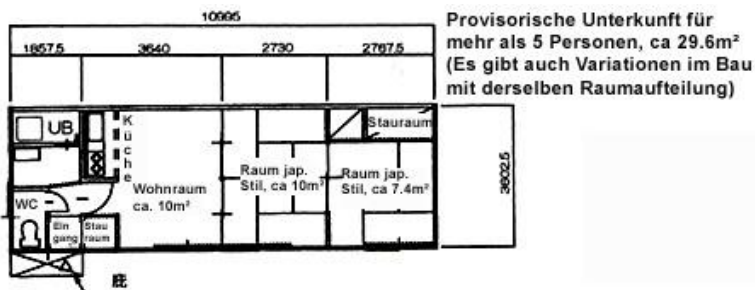 10995
1857.5 3640 2730 2767.5
Provisorische Unterkunft für
mehr als 5 Personen, ca 29.6m²
(Es gibt auch Variationen im Bau
mit derselben Raumaufteilung)
UB
Küche
Stauraum
Wohnraum
ca. 10m²
Raum jap.
Stil, ca 10m²
Raum jap.
Stil, ca 7.4m²
3602.5
WC
Ein
gang
Stau
raum
庇